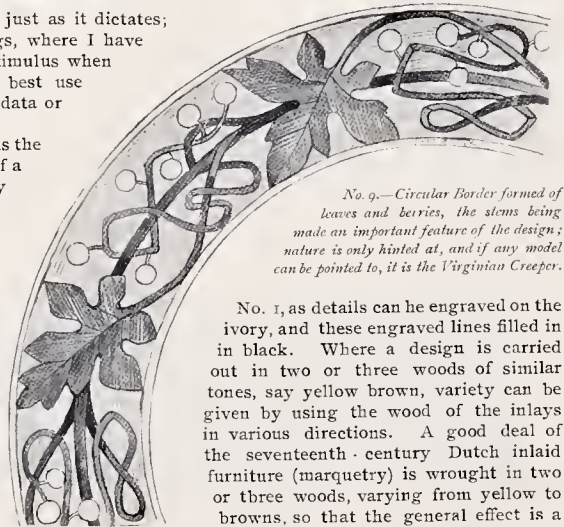 just as it dictates;
gs, where I have
timulus when
best use
data or
as the
f a
y
No. 9.—Circular Border formed of
leaves and berries, the stems being
made an important feature of the design;
nature is only hinted at, and if any model
can be pointed to, it is the Virginian Creeper.
No. 1, as details can he engraved on the
ivory, and these engraved lines filled in
in black. Where a design is carried
out in two or three woods of similar
tones, say yellow brown, variety can be
given by using the wood of the inlays
in various directions. A good deal of
the seventeenth-century Dutch inlaid
furniture (marquetry) is wrought in two
or tbree woods, varying from yellow to
browns, so that the general effect is a